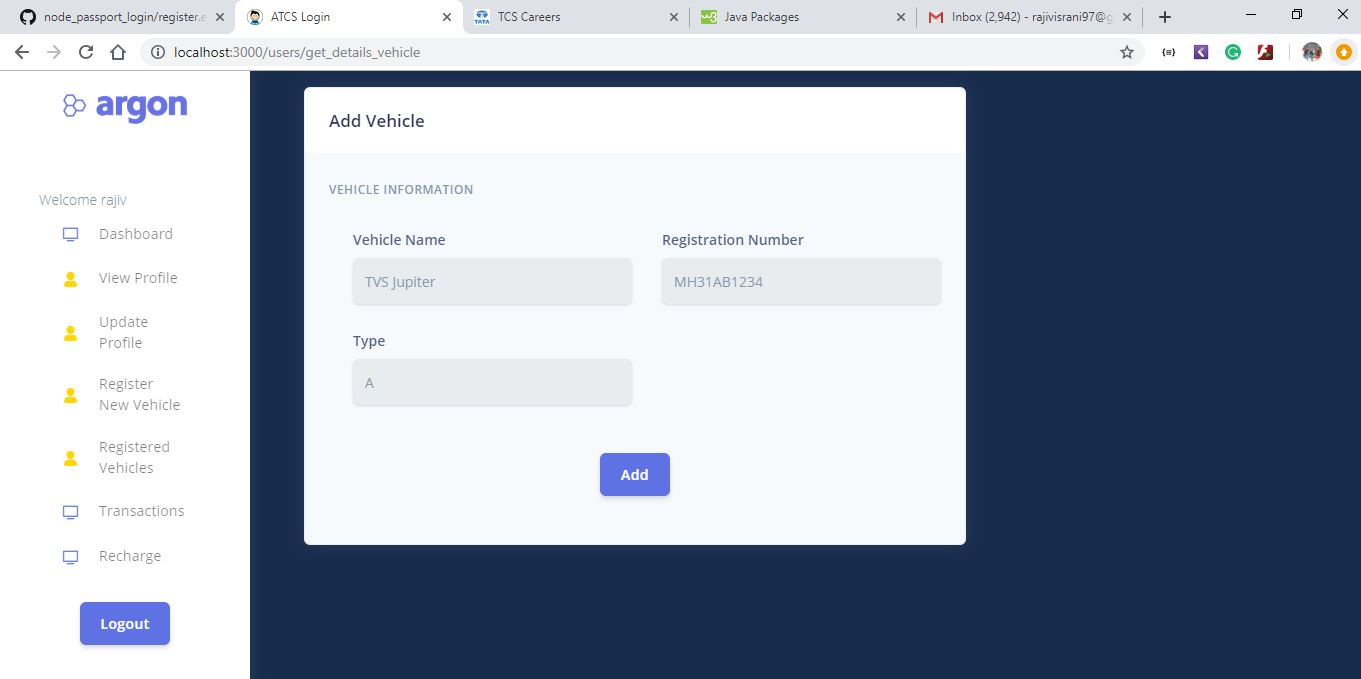 node_passport_login/register.e
ATCS Login
TCS Careers
Java Packages
Inbox (2,942) - rajivisrani97@g
localhost:3000/users/get_details_vehicle
argon
Welcome rajiv
Dashboard
View Profile
Update
Profile
Register
New Vehicle
Registered
Vehicles
Transactions
Recharge
Logout
Add Vehicle
VEHICLE INFORMATION
Vehicle Name
Registration Number
TVS Jupiter
MH31AB1234
Type
A
Add